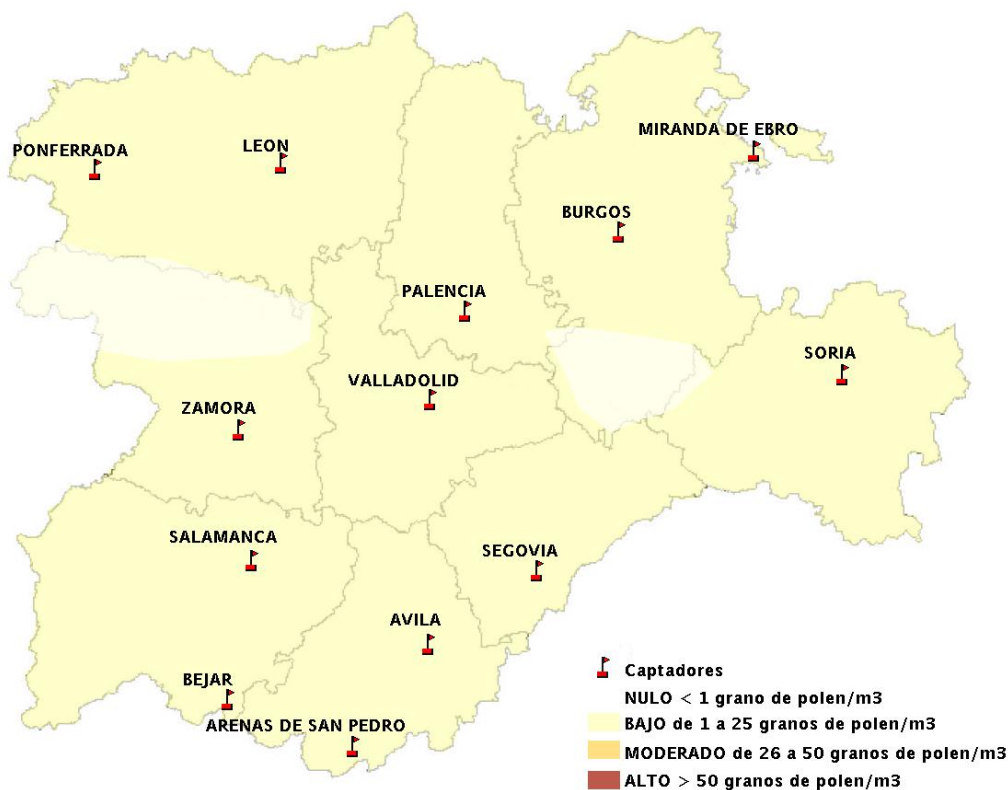 MIRANDA DE EBRO
LEON
PONFERRADA
BURGOS
PALENCIA
SORIA
VALLADOLID
ZAMORA
SALAMANCA
SEGOVIA
AVILA
BEJAR
ARENAS DE SAN PEDRO
Captadores
NULO < 1 grano de polen/m3
BAJO de 1 a 25 granos de polen/m3
MODERADO de 26 a 50 granos de polen/m3
ALTO > 50 granos de polen/m3